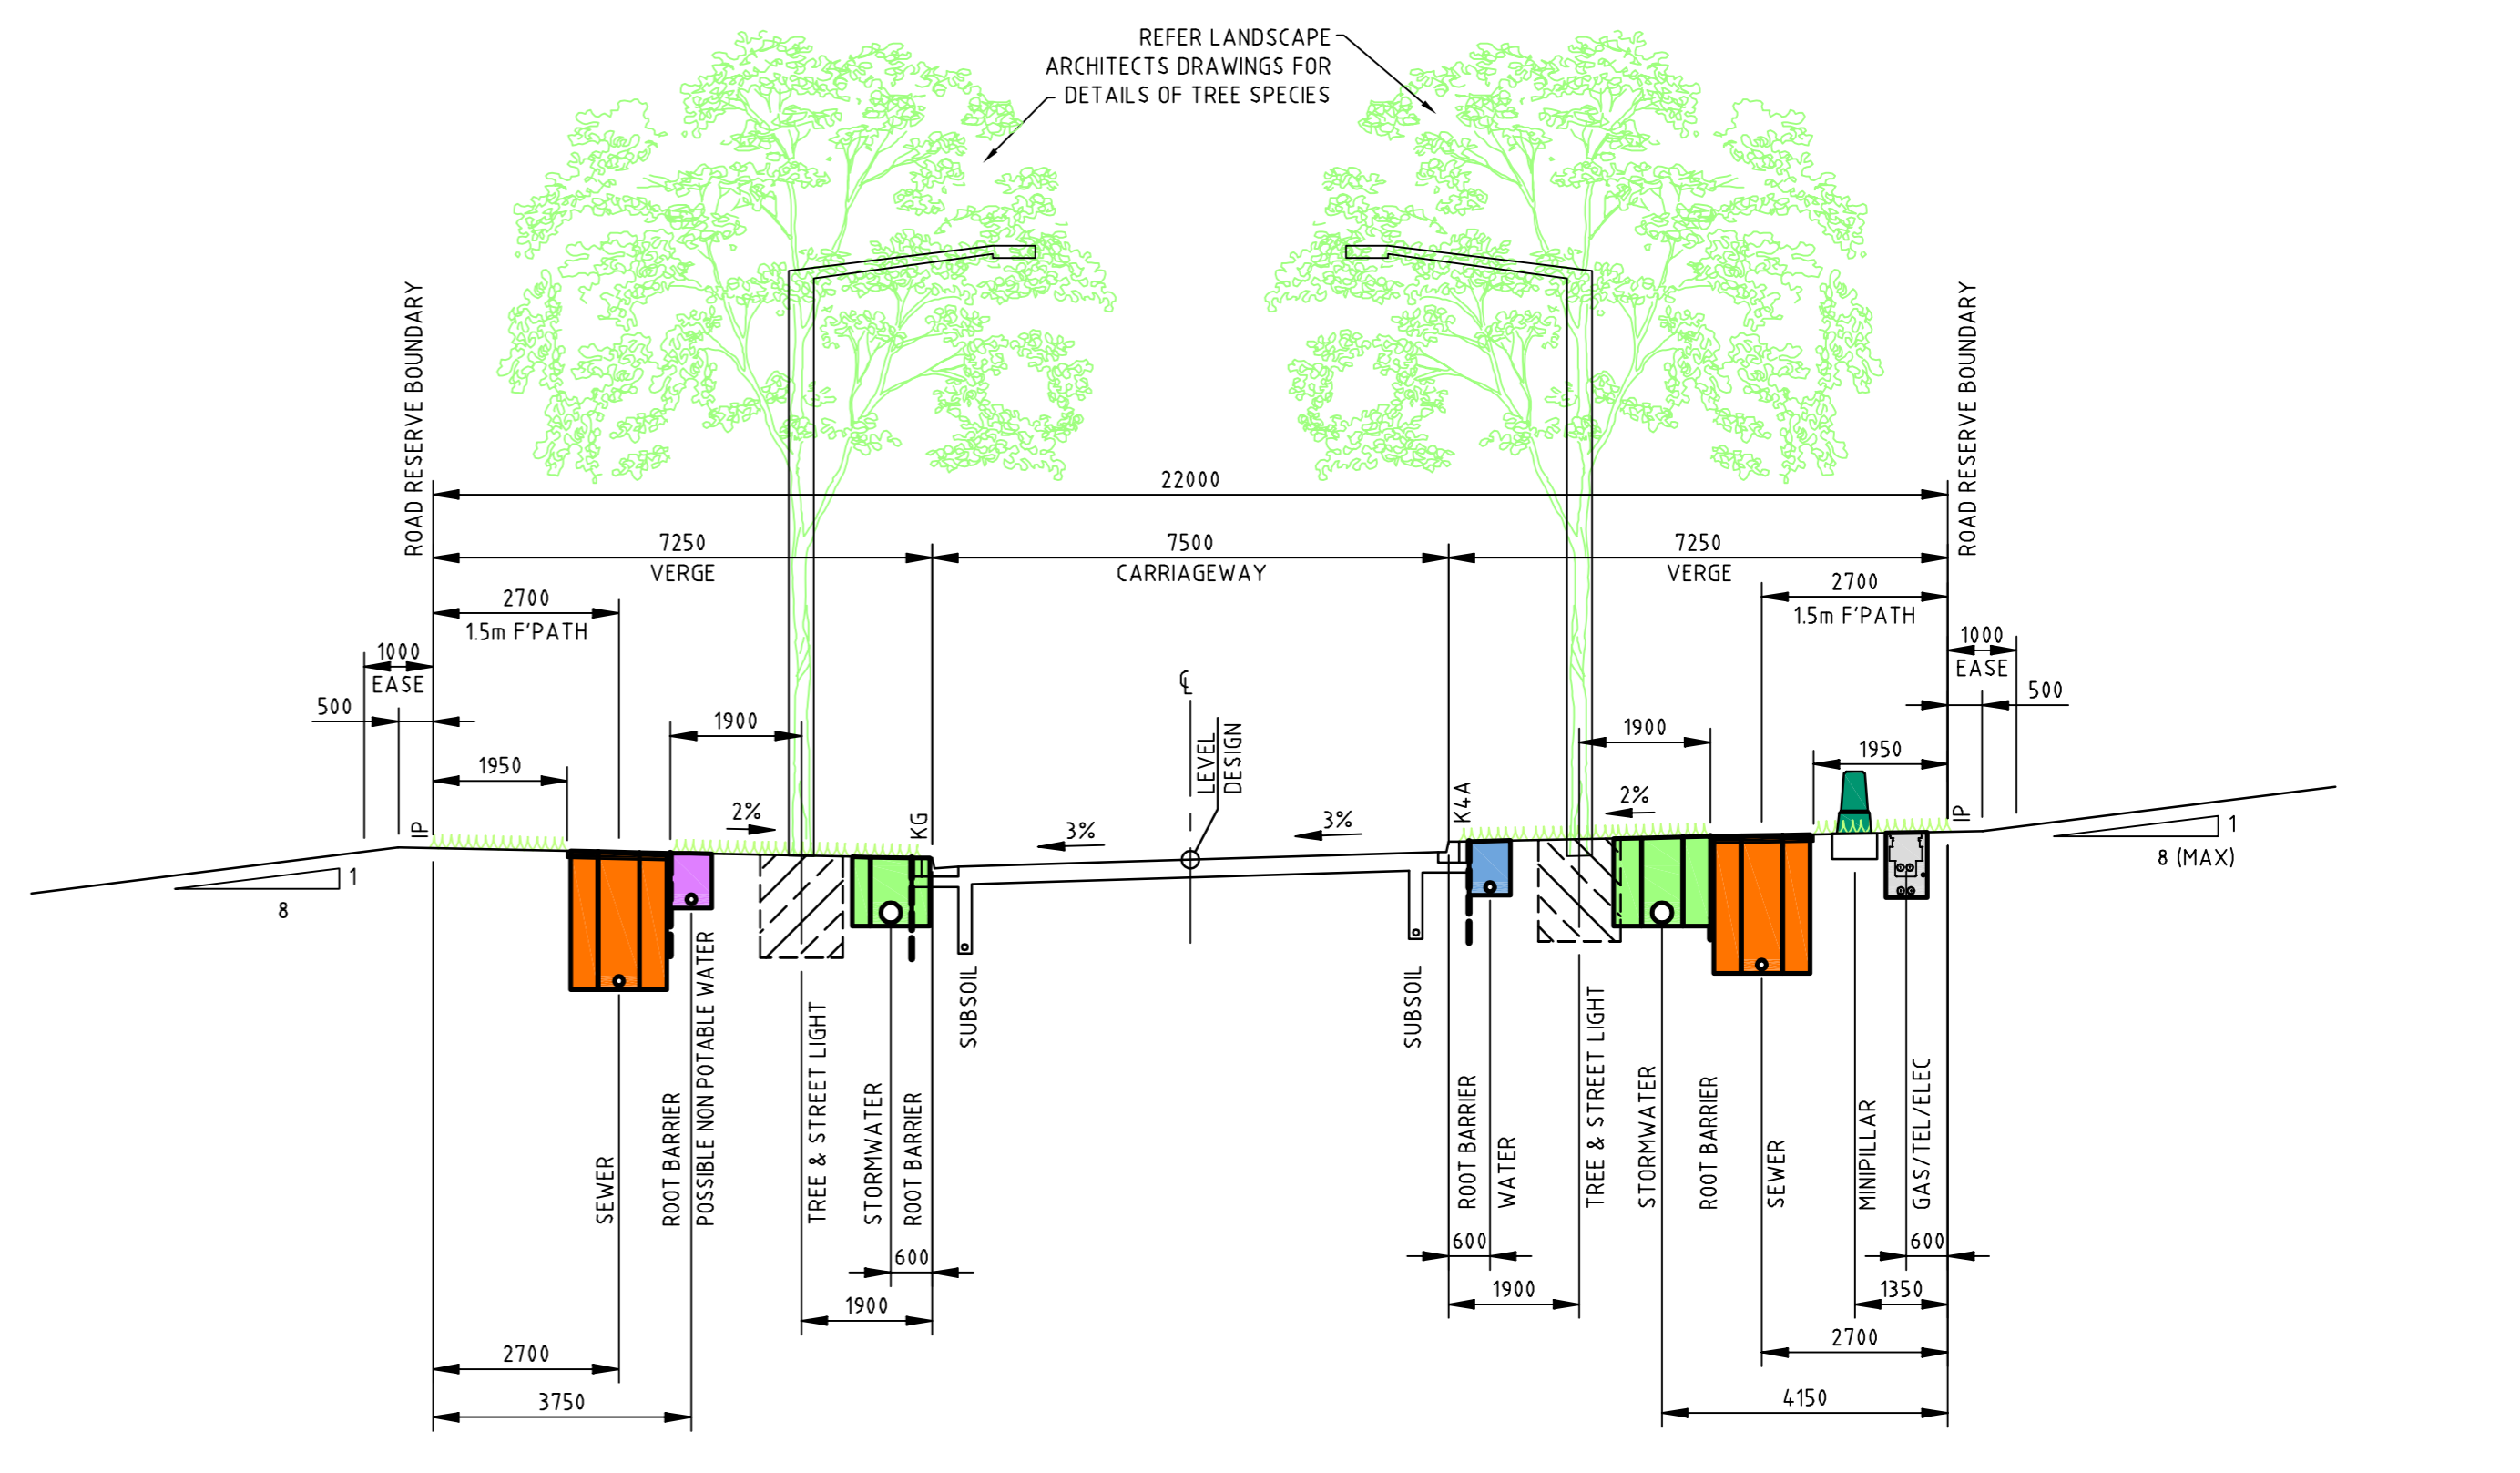 REFER LANDSCAPE
ARCHITECTS DRAWINGS FOR
DETAILS OF TREE SPECIES
ROAD RESERVE BOUNDARY
ROAD RESERVE BOUNDARY
22000
7250
VERGE
7500
CARRIAGEWAY
7250
VERGE
2700
1.5m F'PATH
2700
1.5m F'PATH
1000
EASE
1000
EASE
500
500
1900
1900
1950
1950
℄
LEVEL
DESIGN
IP
2%
KG
3%
3%
K4A
2%
IP
1
8
1
8 (MAX)
SEWER
ROOT BARRIER
POSSIBLE NON POTABLE WATER
TREE & STREET LIGHT
STORMWATER
ROOT BARRIER
SUBSOIL
SUBSOIL
ROOT BARRIER
WATER
TREE & STREET LIGHT
STORMWATER
ROOT BARRIER
SEWER
MINIPILLAR
GAS/TEL/ELEC
600
600
600
1900
1900
1350
2700
2700
3750
4150